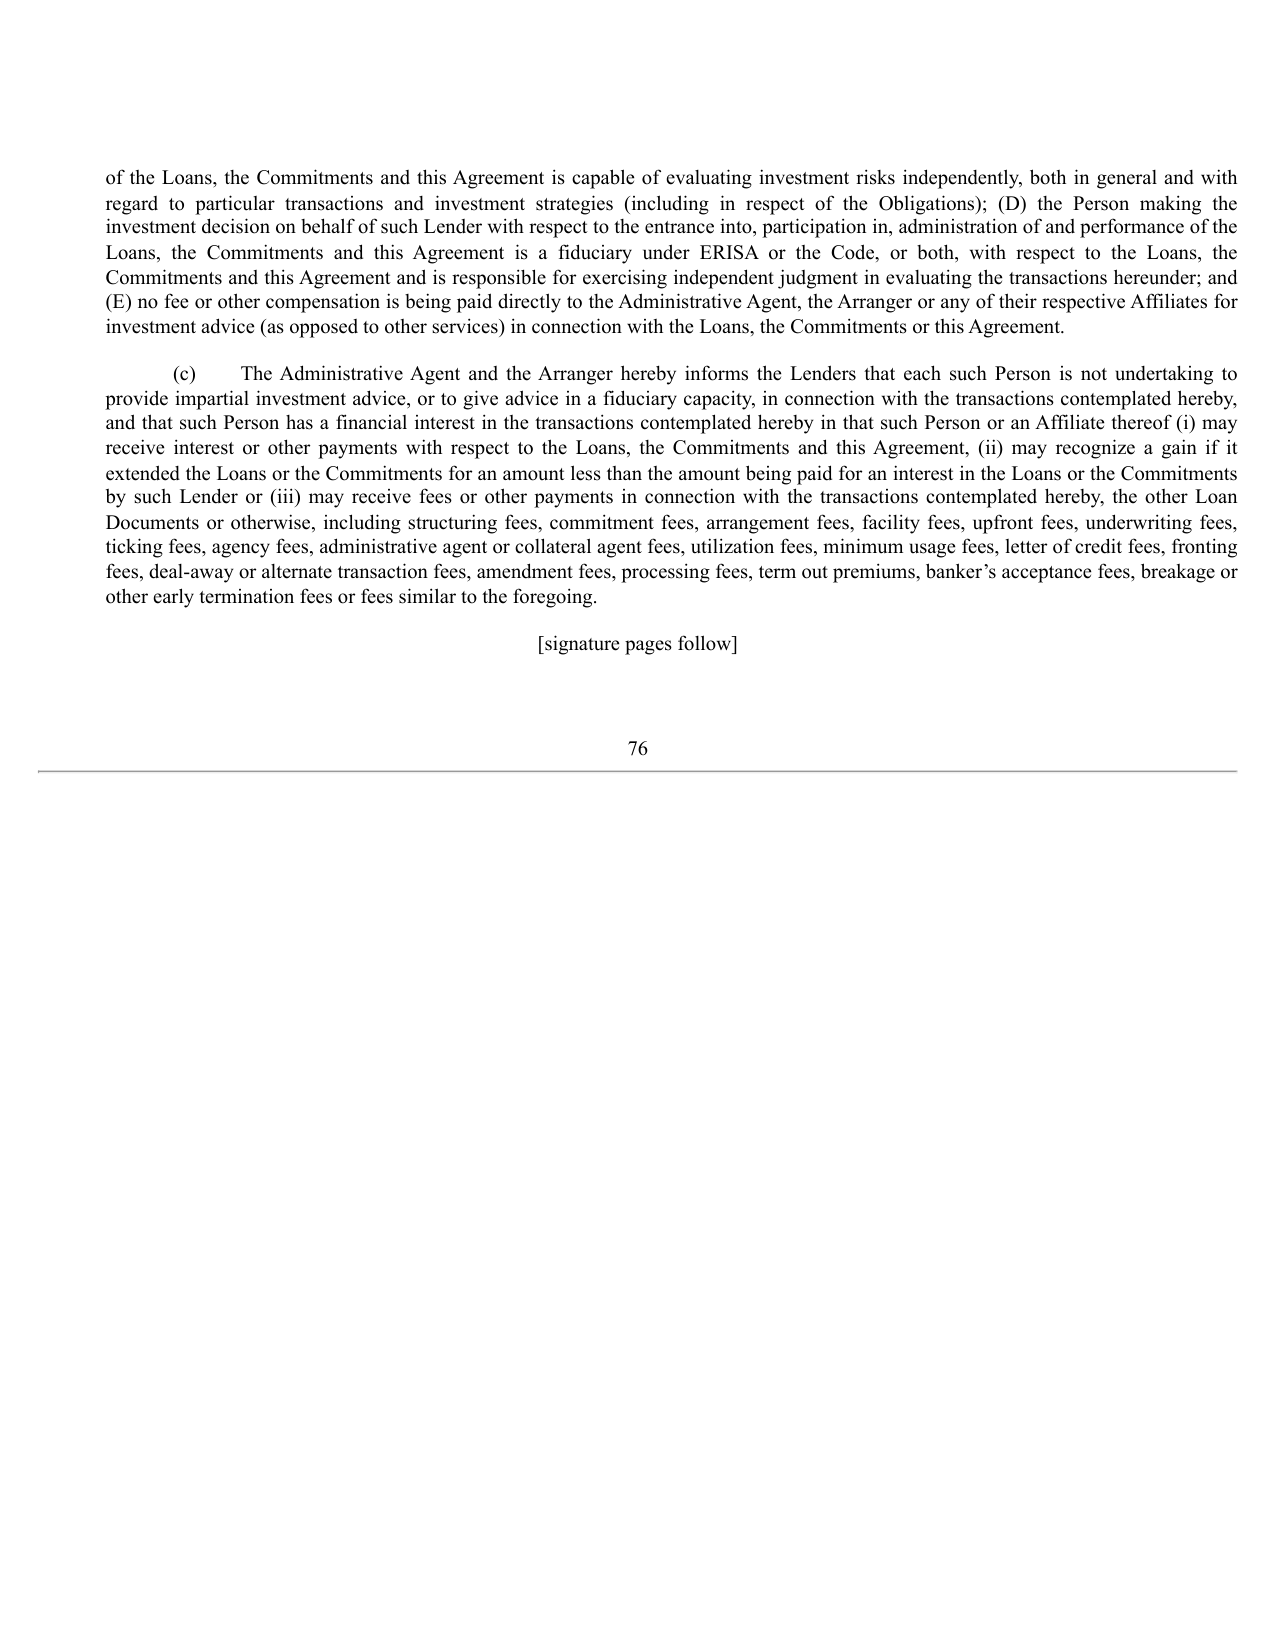 of the Loans, the Commitments and this Agreement is capable of evaluating investment risks independently, both in general and with
regard to particular transactions and investment strategies (including in respect of the Obligations); (D) the Person making the
investment decision on behalf of such Lender with respect to the entrance into, participation in, administration of and performance of the
Loans, the Commitments and this Agreement is a fiduciary under ERISA or the Code, or both, with respect to the Loans, the
Commitments and this Agreement and is responsible for exercising independent judgment in evaluating the transactions hereunder; and
(E) no fee or other compensation is being paid directly to the Administrative Agent, the Arranger or any of their respective Affiliates for
investment advice (as opposed to other services) in connection with the Loans, the Commitments or this Agreement.
(c) The Administrative Agent and the Arranger hereby informs the Lenders that each such Person is not undertaking to
provide impartial investment advice, or to give advice in a fiduciary capacity, in connection with the transactions contemplated hereby,
and that such Person has a financial interest in the transactions contemplated hereby in that such Person or an Affiliate thereof (i) may
receive interest or other payments with respect to the Loans, the Commitments and this Agreement, (ii) may recognize a gain if it
extended the Loans or the Commitments for an amount less than the amount being paid for an interest in the Loans or the Commitments
by such Lender or (iii) may receive fees or other payments in connection with the transactions contemplated hereby, the other Loan
Documents or otherwise, including structuring fees, commitment fees, arrangement fees, facility fees, upfront fees, underwriting fees,
ticking fees, agency fees, administrative agent or collateral agent fees, utilization fees, minimum usage fees, letter of credit fees, fronting
fees, deal-away or alternate transaction fees, amendment fees, processing fees, term out premiums, banker’s acceptance fees, breakage or
other early termination fees or fees similar to the foregoing.
[signature pages follow]
76